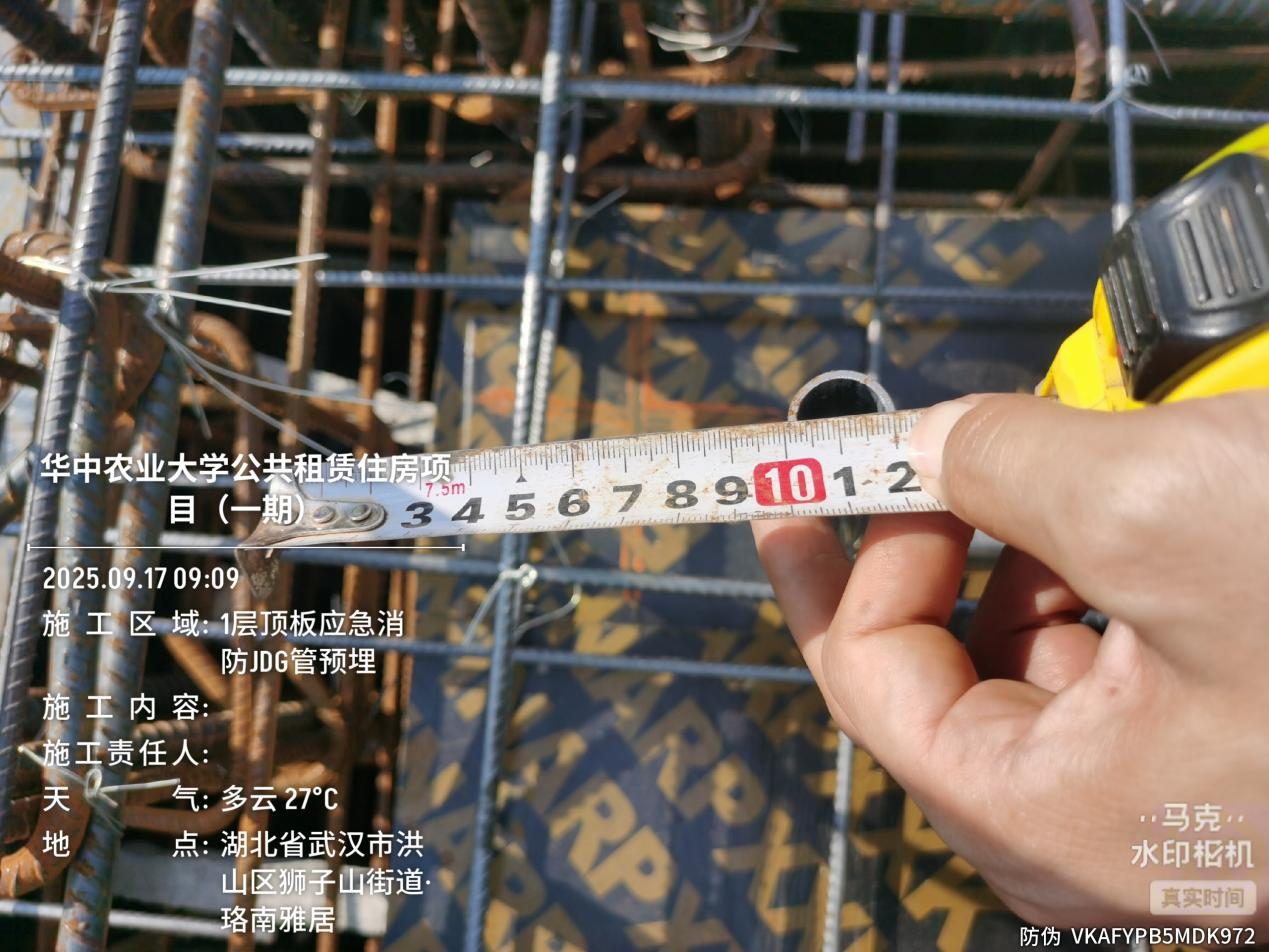 7.5m
3 4 5 6 7 8 9 10 1 2
华中农业大学公共租赁住房项
目（一期）
2025.09.17 09:09
施工区域: 1层顶板应急消
防JDG管预埋
施工内容:
施工责任人:
天气: 多云 27°C
地点: 湖北省武汉市洪
山区狮子山街道·
珞南雅居
马克
水印相机
真实时间
防伪 VKAFYPB5MDK972